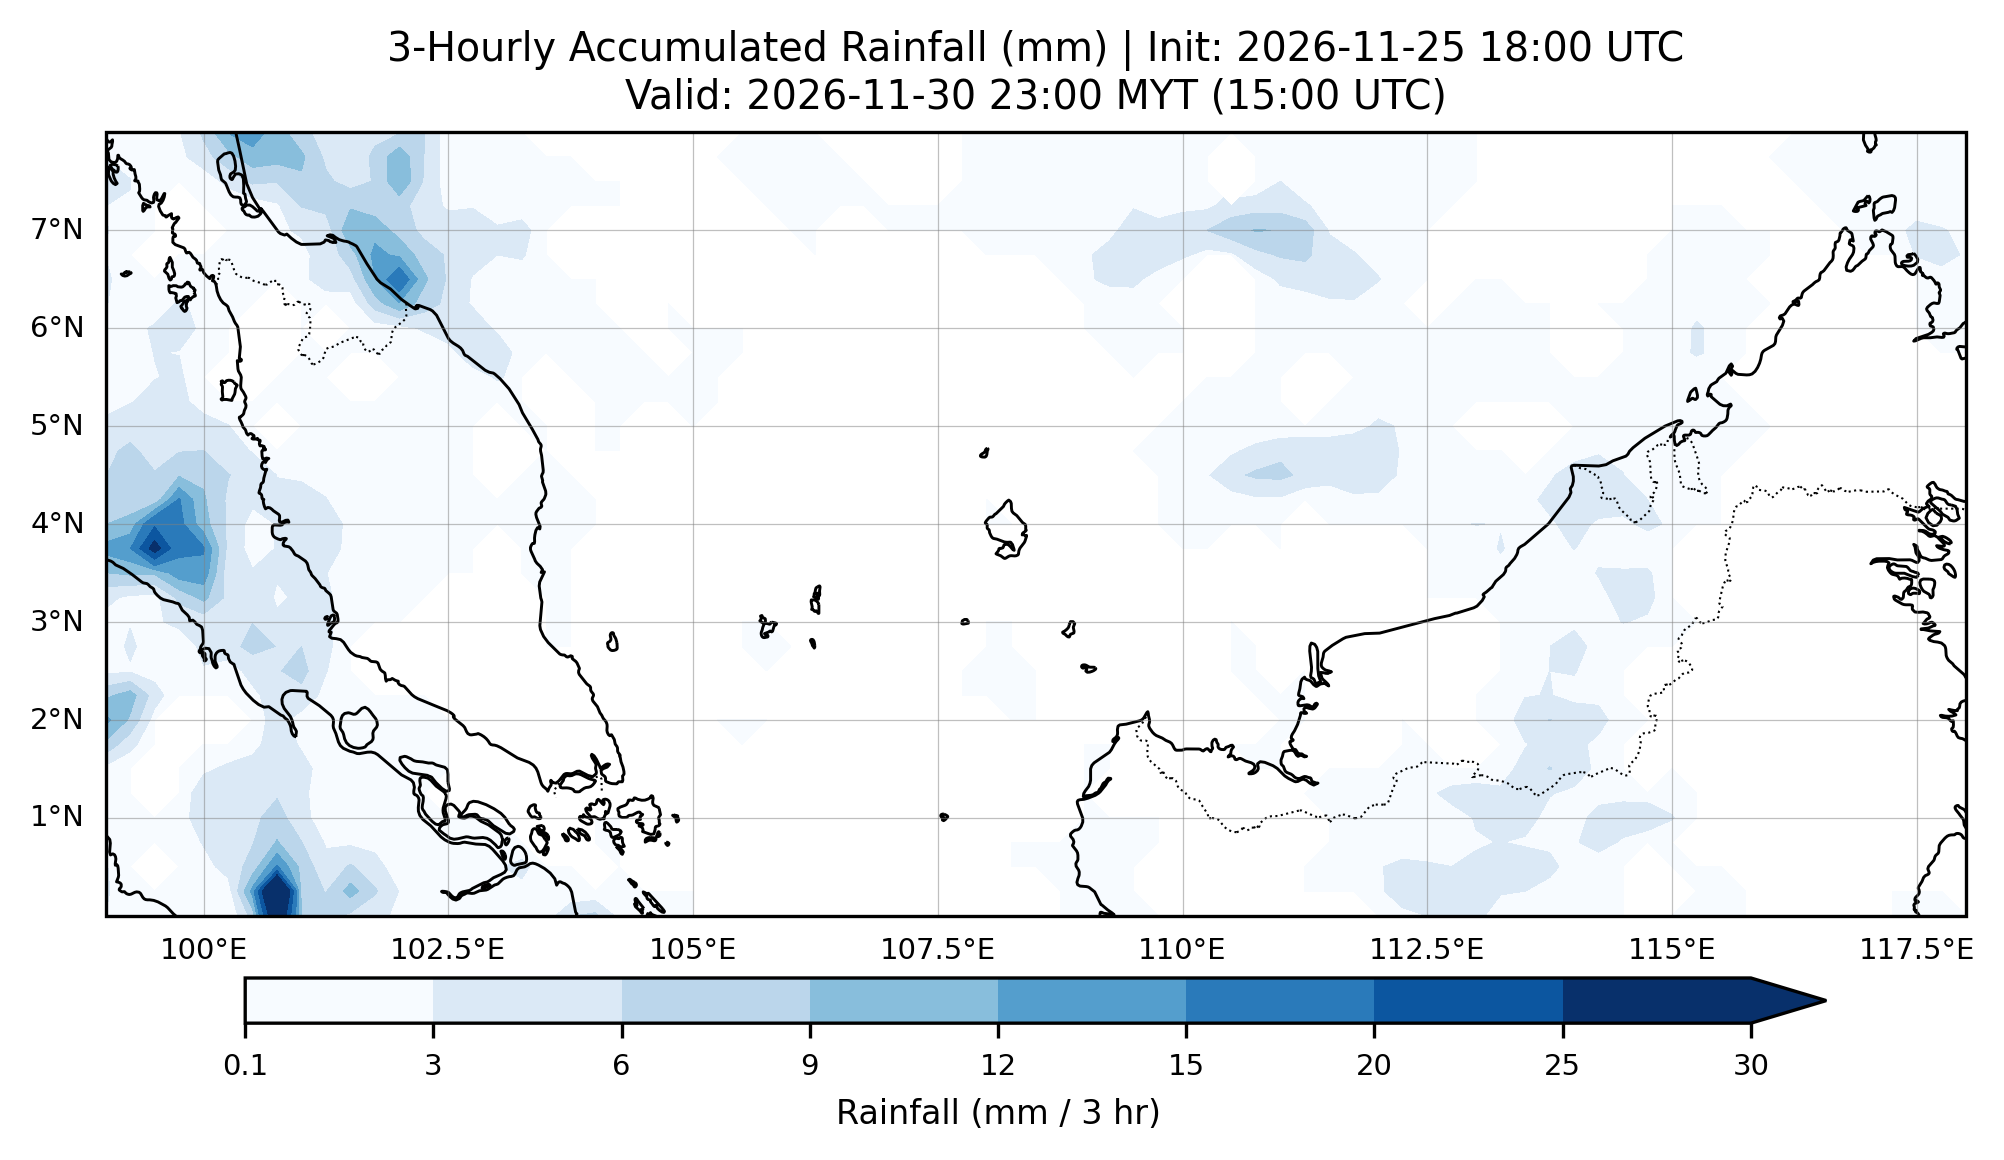 3-Hourly Accumulated Rainfall (mm) | Init: 2026-11-25 18:00 UTC
Valid: 2026-11-30 23:00 MYT (15:00 UTC)
7°N
6°N
5°N
4°N
3°N
2°N
1°N
100°E 102.5°E 105°E 107.5°E 110°E 112.5°E 115°E 117.5°E
0.1 3 6 9 12 15 20 25 30
Rainfall (mm / 3 hr)